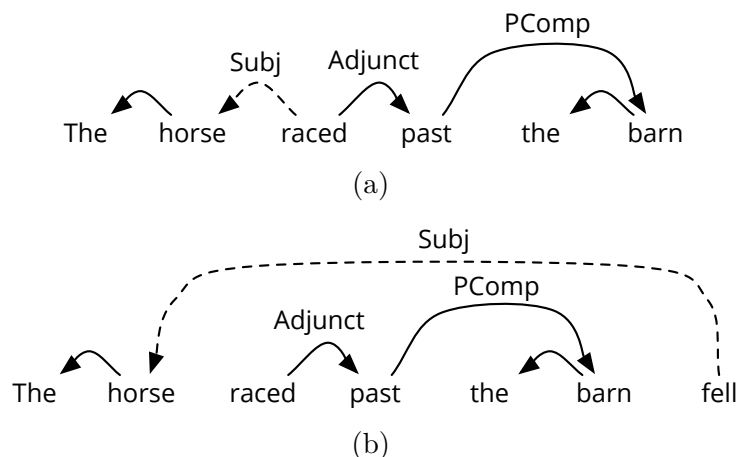 PComp
Subj Adjunct
The horse raced past the barn
(a)
Subj
PComp
Adjunct
The horse raced past the barn fell
(b)